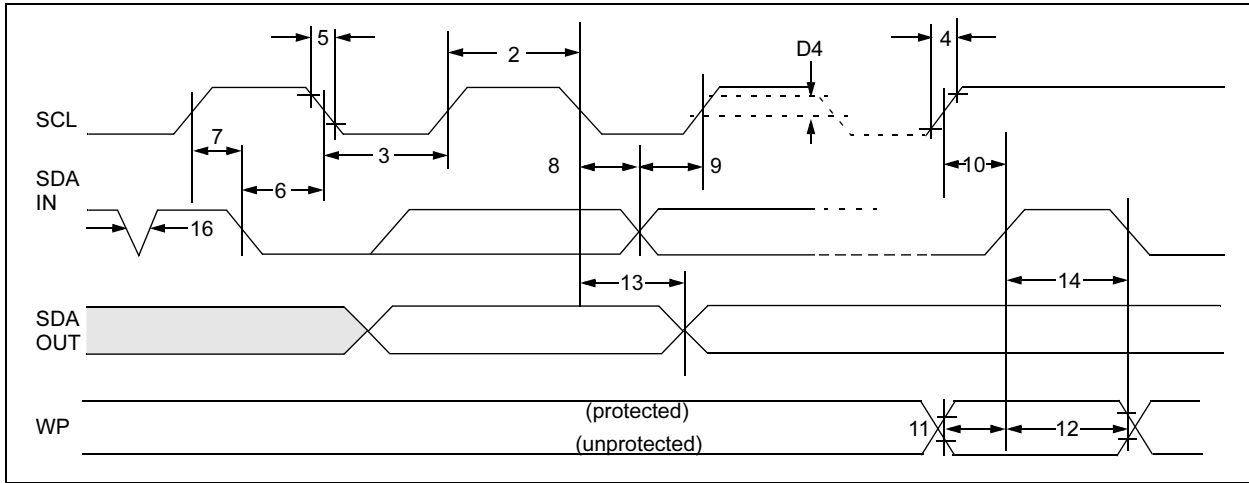 5
2
D4
4
SCL
7
3
8
9
10
SDA
IN
6
16
13
14
SDA
OUT
WP
(protected)
(unprotected)
11
12